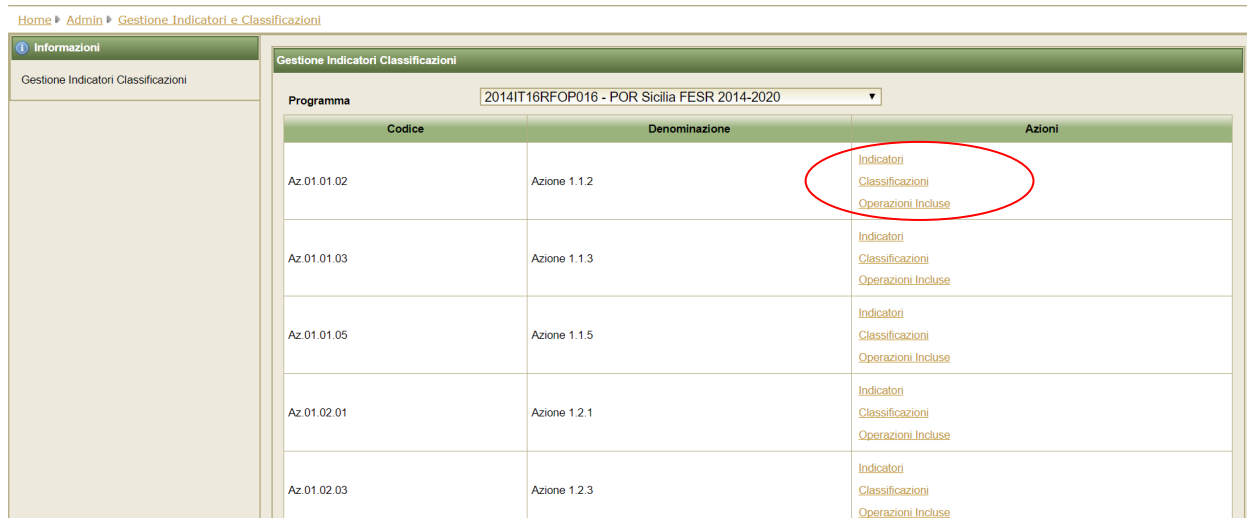 Home Admin Gestione Indicatori e Classificazioni
Informazioni
Gestione Indicatori Classificazioni
Gestione Indicatori Classificazioni
Programma 2014IT16RFOP016 - POR Sicilia FESR 2014-2020
Codice Denominazione Azioni
Indicatori
Az.01.01.02 Azione 1.1.2 Classificazioni
Operazioni Incluse
Indicatori
Az.01.01.03 Azione 1.1.3 Classificazioni
Operazioni Incluse
Indicatori
Az.01.01.05 Azione 1.1.5 Classificazioni
Operazioni Incluse
Indicatori
Az.01.02.01 Azione 1.2.1 Classificazioni
Operazioni Incluse
Indicatori
Az.01.02.03 Azione 1.2.3 Classificazioni
Operazioni Incluse